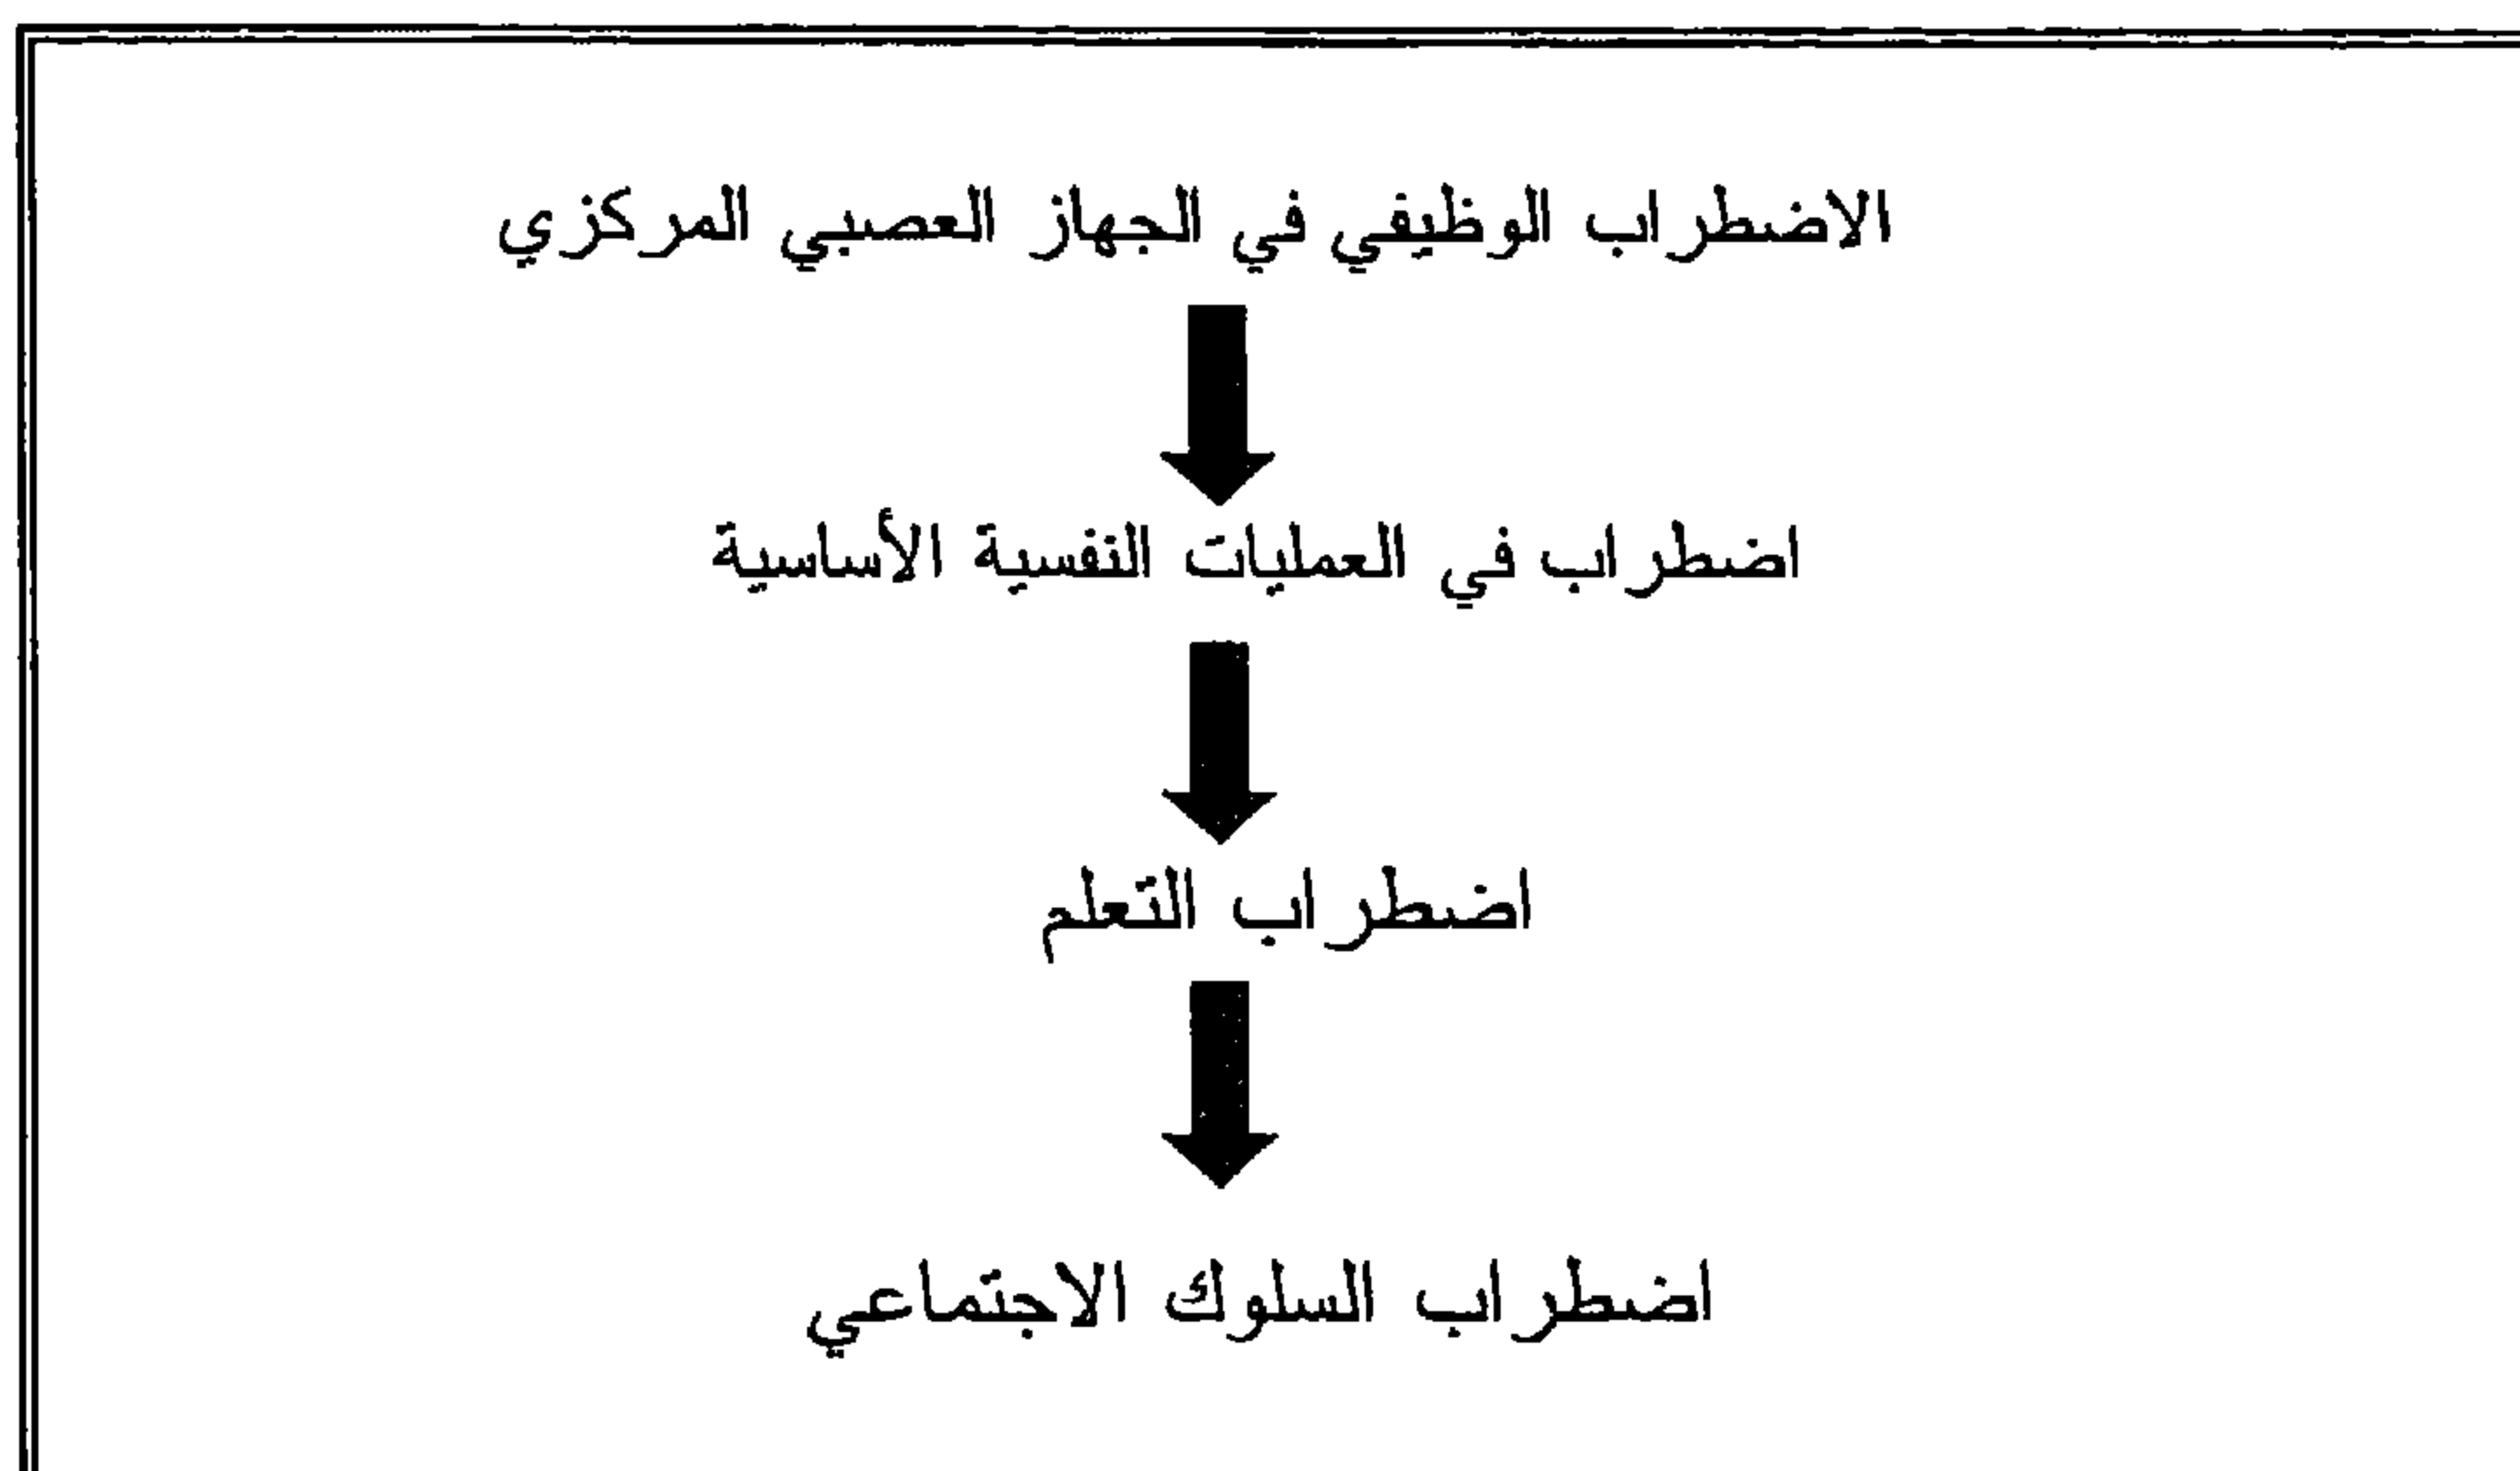 الاضطراب الوظيفي في الجهاز العصبي المركزي
اضطراب في العمليات النفسية الأساسية
اضطراب التعلم
اضطراب السلوك الاجتماعي